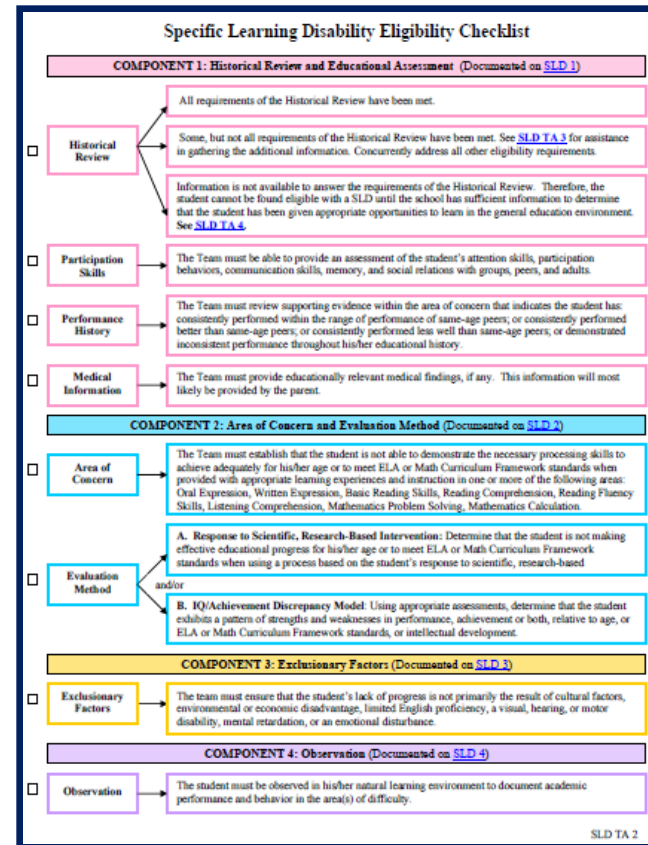 Specific Learning Disability Eligibility Checklist
COMPONENT 1: Historical Review and Educational Assessment (Documented on SLD 1)
Historical
Review
All requirements of the Historical Review have been met.
Some, but not all requirements of the Historical Review have been met. See SLD TA 3 for assistance
in gathering the additional information. Concurrently address all other eligibility requirements.
Information is not available to answer the requirements of the Historical Review. Therefore, the
student cannot be found eligible with a SLD until the school has sufficient information to determine
that the student has been given appropriate opportunities to learn in the general education environment.
See SLD TA 4.
Participation
Skills
The Team must be able to provide an assessment of the student's attention skills, participation
behaviors, communication skills, memory, and social relations with groups, peers, and adults.
Performance
History
The Team must review supporting evidence within the area of concern that indicates the student has:
consistently performed within the range of performance of same-age peers; or consistently performed
better than same-age peers; or consistently performed less well than same-age peers; or demonstrated
inconsistent performance throughout his/her educational history.
Medical
Information
The Team must provide educationally relevant medical findings, if any. This information will most
likely be provided by the parent.
COMPONENT 2: Area of Concern and Evaluation Method (Documented on SLD 2)
Area of
Concern
The Team must establish that the student is not able to demonstrate the necessary processing skills to
achieve adequately for his/her age or to meet ELA or Math Curriculum Framework standards when
provided with appropriate learning experiences and instruction in one or more of the following areas:
Oral Expression, Written Expression, Basic Reading Skills, Reading Comprehension, Reading Fluency
Skills, Listening Comprehension, Mathematics Problem Solving, Mathematics Calculation.
Evaluation
Method
A. Response to Scientific, Research-Based Intervention: Determine that the student is not making
effective educational progress for his/her age or to meet ELA or Math Curriculum Framework
standards when using a process based on the student's response to scientific, research-based
and/or
B. IQ/Achievement Discrepancy Model: Using appropriate assessments, determine that the student
exhibits a pattern of strengths and weaknesses in performance, achievement or both, relative to age, or
ELA or Math Curriculum Framework standards, or intellectual development.
COMPONENT 3: Exclusionary Factors (Documented on SLD 3)
Exclusionary
Factors
The team must ensure that the student's lack of progress is not primarily the result of cultural factors,
environmental or economic disadvantage, limited English proficiency, a visual, hearing, or motor
disability, mental retardation, or an emotional disturbance.
COMPONENT 4: Observation (Documented on SLD 4)
Observation
The student must be observed in his/her natural learning environment to document academic
performance and behavior in the area(s) of difficulty.
SLD TA 2